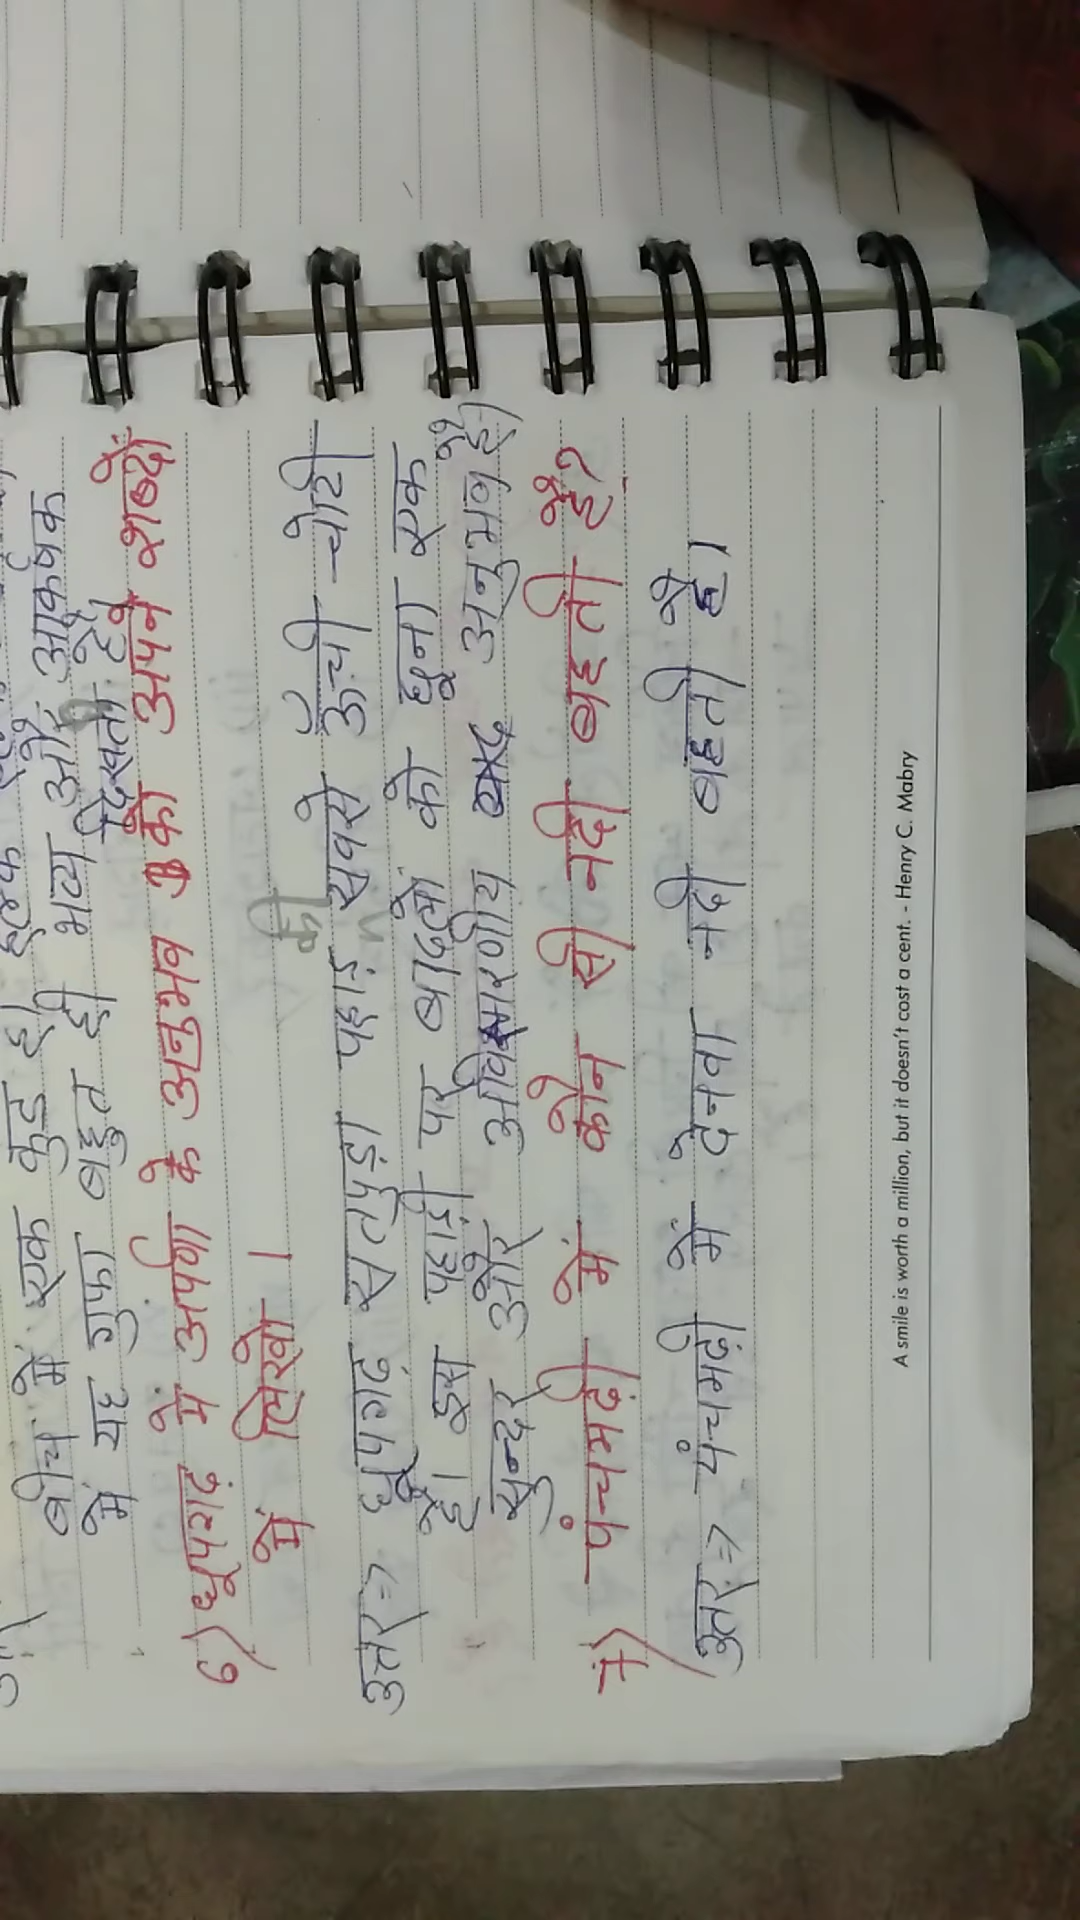 बीच में एक कुंड है।
में यह गुफा बहुत ही भव्य और आकर्षक
दिखती है।
6) धूपगढ़ में अपर्णा के अनुभव को अपने शब्दों
में लिखो ।
की
उत्तर => धूपगढ़ सतपुड़ा पहाड़ सबसे ऊँची चोटी
है। इस पहाड़ी पर बादलों को छूना एक
सुन्दर और अविस्मरणीय अनुभव है।
7) पंचमढ़ी में कौन सी नदी बहती है?
उत्तर => पंचमढ़ी में देनवा नदी बहती है।
A smile is worth a million, but it doesn't cost a cent. - Henry C. Mabry